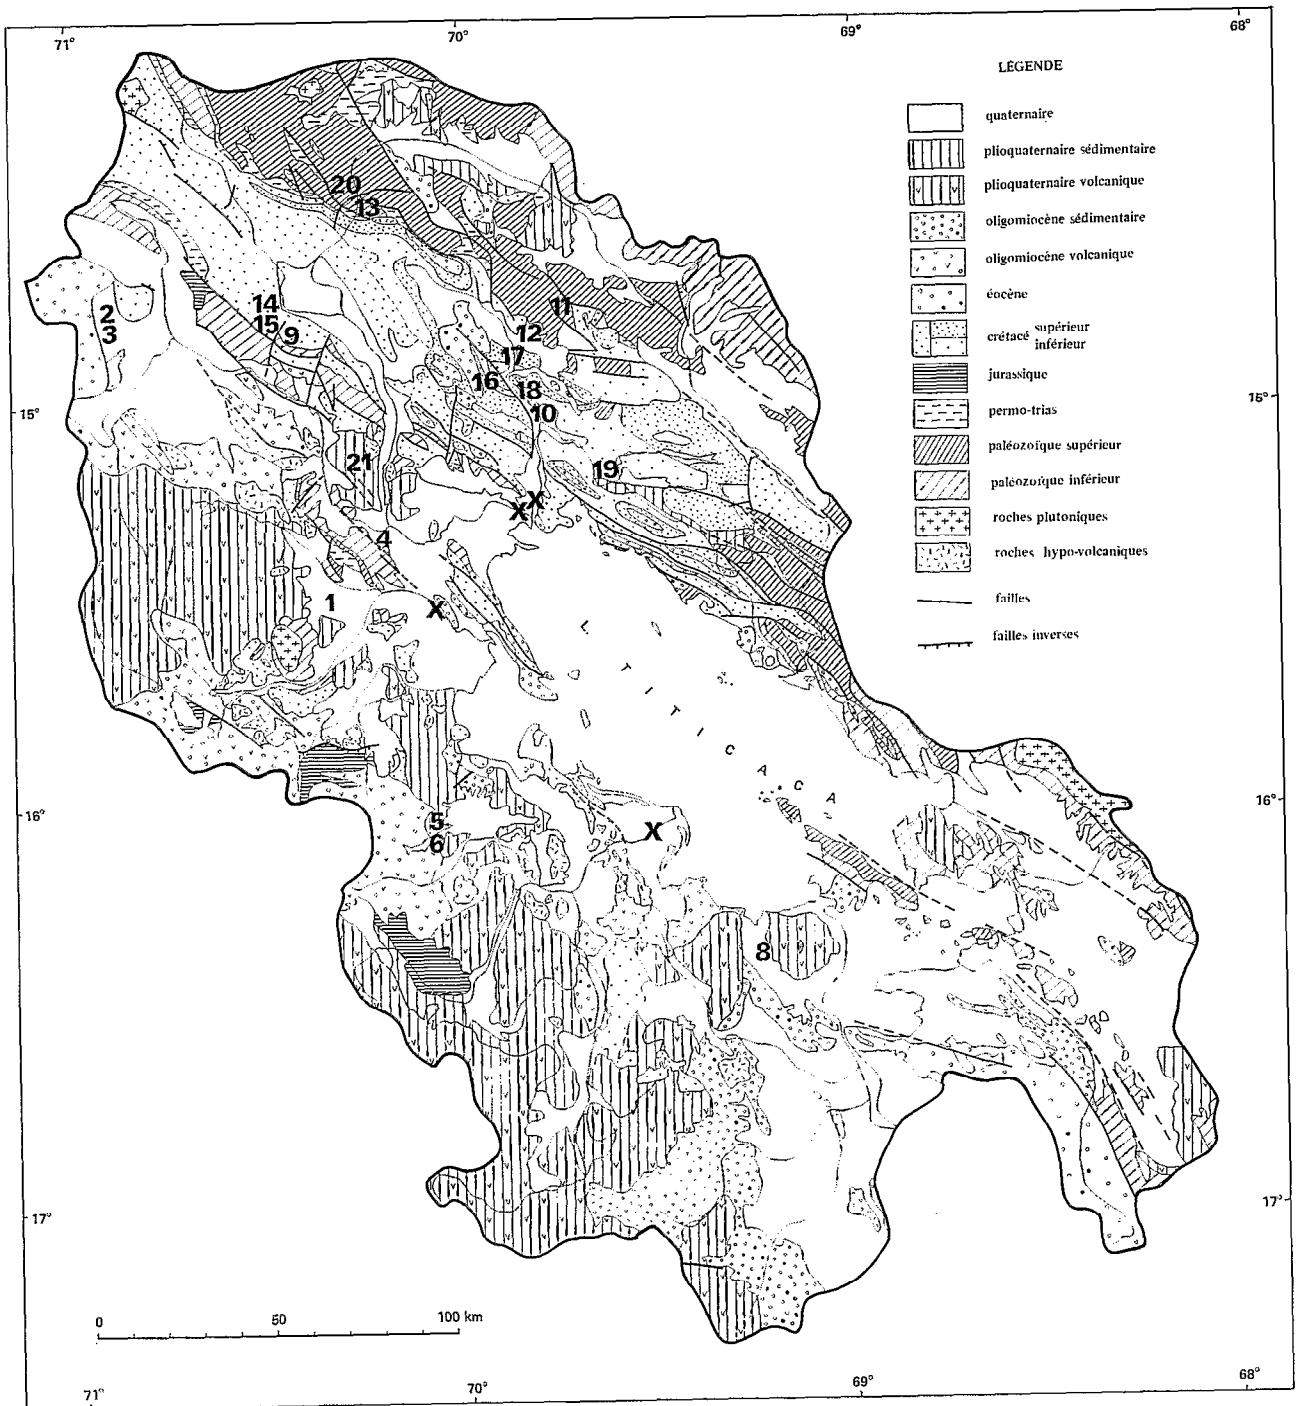 71° 70° 69° 68°
LÉGENDE
quaternaire
plioquaternaire sédimentaire
plioquaternaire volcanique
oligomiocène sédimentaire
oligomiocène volcanique
éocène
crétacé supérieur
inférieur
jurassique
permo-trias
paléozoïque supérieur
paléozoïque inférieur
roches plutoniques
roches hypo-volcaniques
failles
failles inverses
20
13
2
3
14
15
9
11
12
17
16
18
10
15° 15°
21
19
X X
4
1
X
L TITICACA
16° 16°
5
6
X
8
17° 17°
0 50 100 km
71° 70° 69° 68°